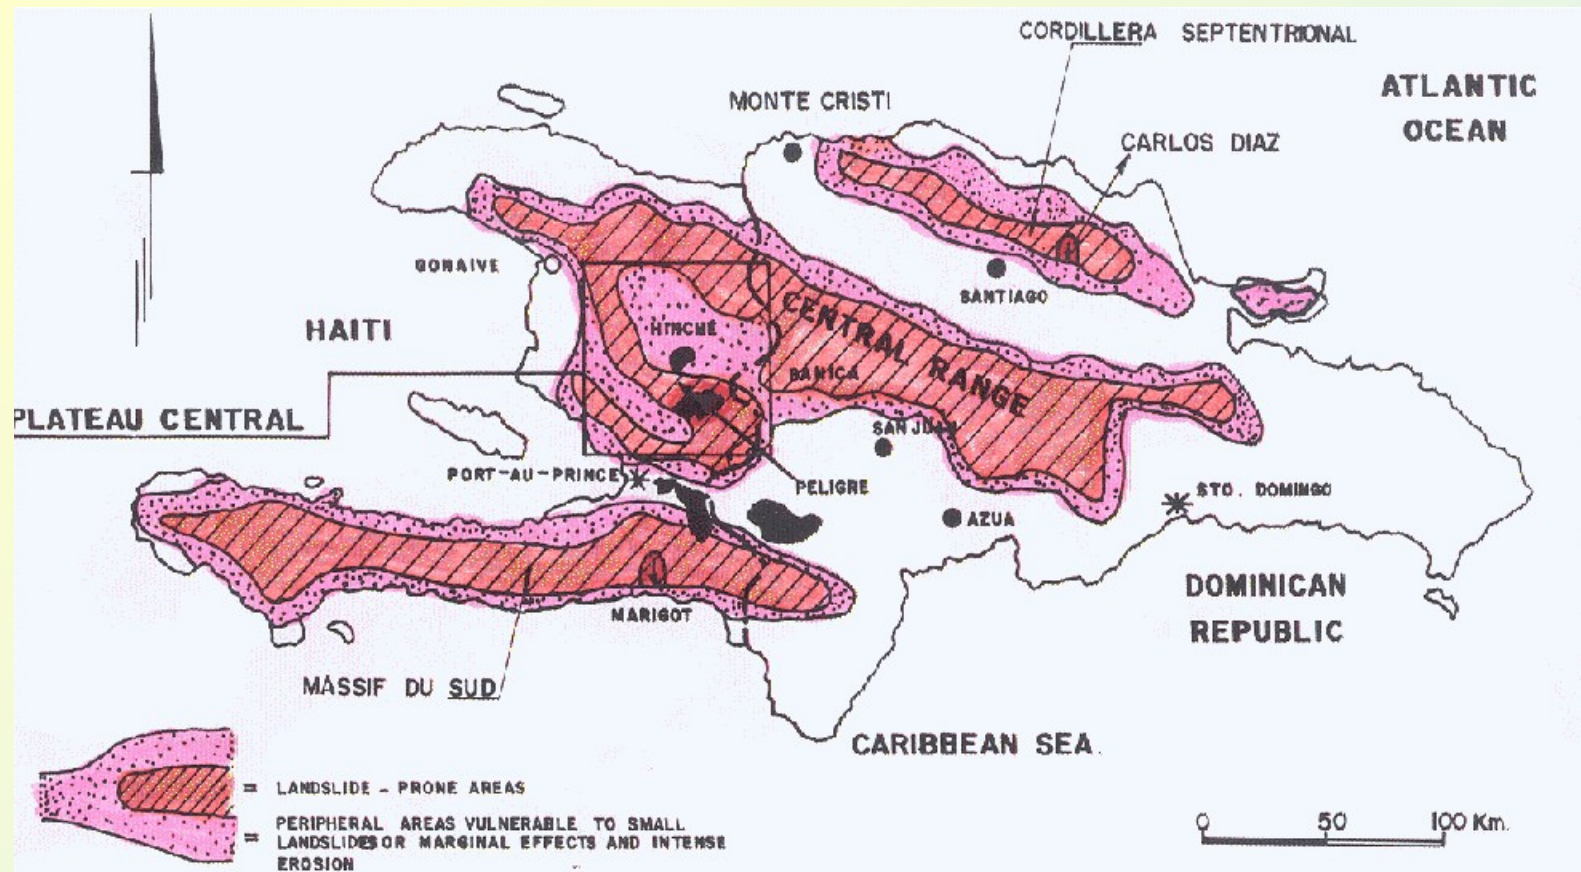 CORDILLERA SEPTENTRIONAL
ATLANTIC
OCEAN
MONTE CRISTI
CARLOS DIAZ
GONAIVE
SANTIAGO
HAITI
HINCHE
CENTRAL RANGE
BANICA
PLATEAU CENTRAL
SAN JUAN
PORT-AU-PRINCE
PELIGRE
STO. DOMINGO
AZUA
DOMINICAN
REPUBLIC
MARIGOT
MASSIF DU SUD
CARIBBEAN SEA.
= LANDSLIDE - PRONE AREAS
= PERIPHERAL AREAS VULNERABLE TO SMALL
LANDSLIDES OR MARGINAL EFFECTS AND INTENSE
EROSION
0 50 100 Km.